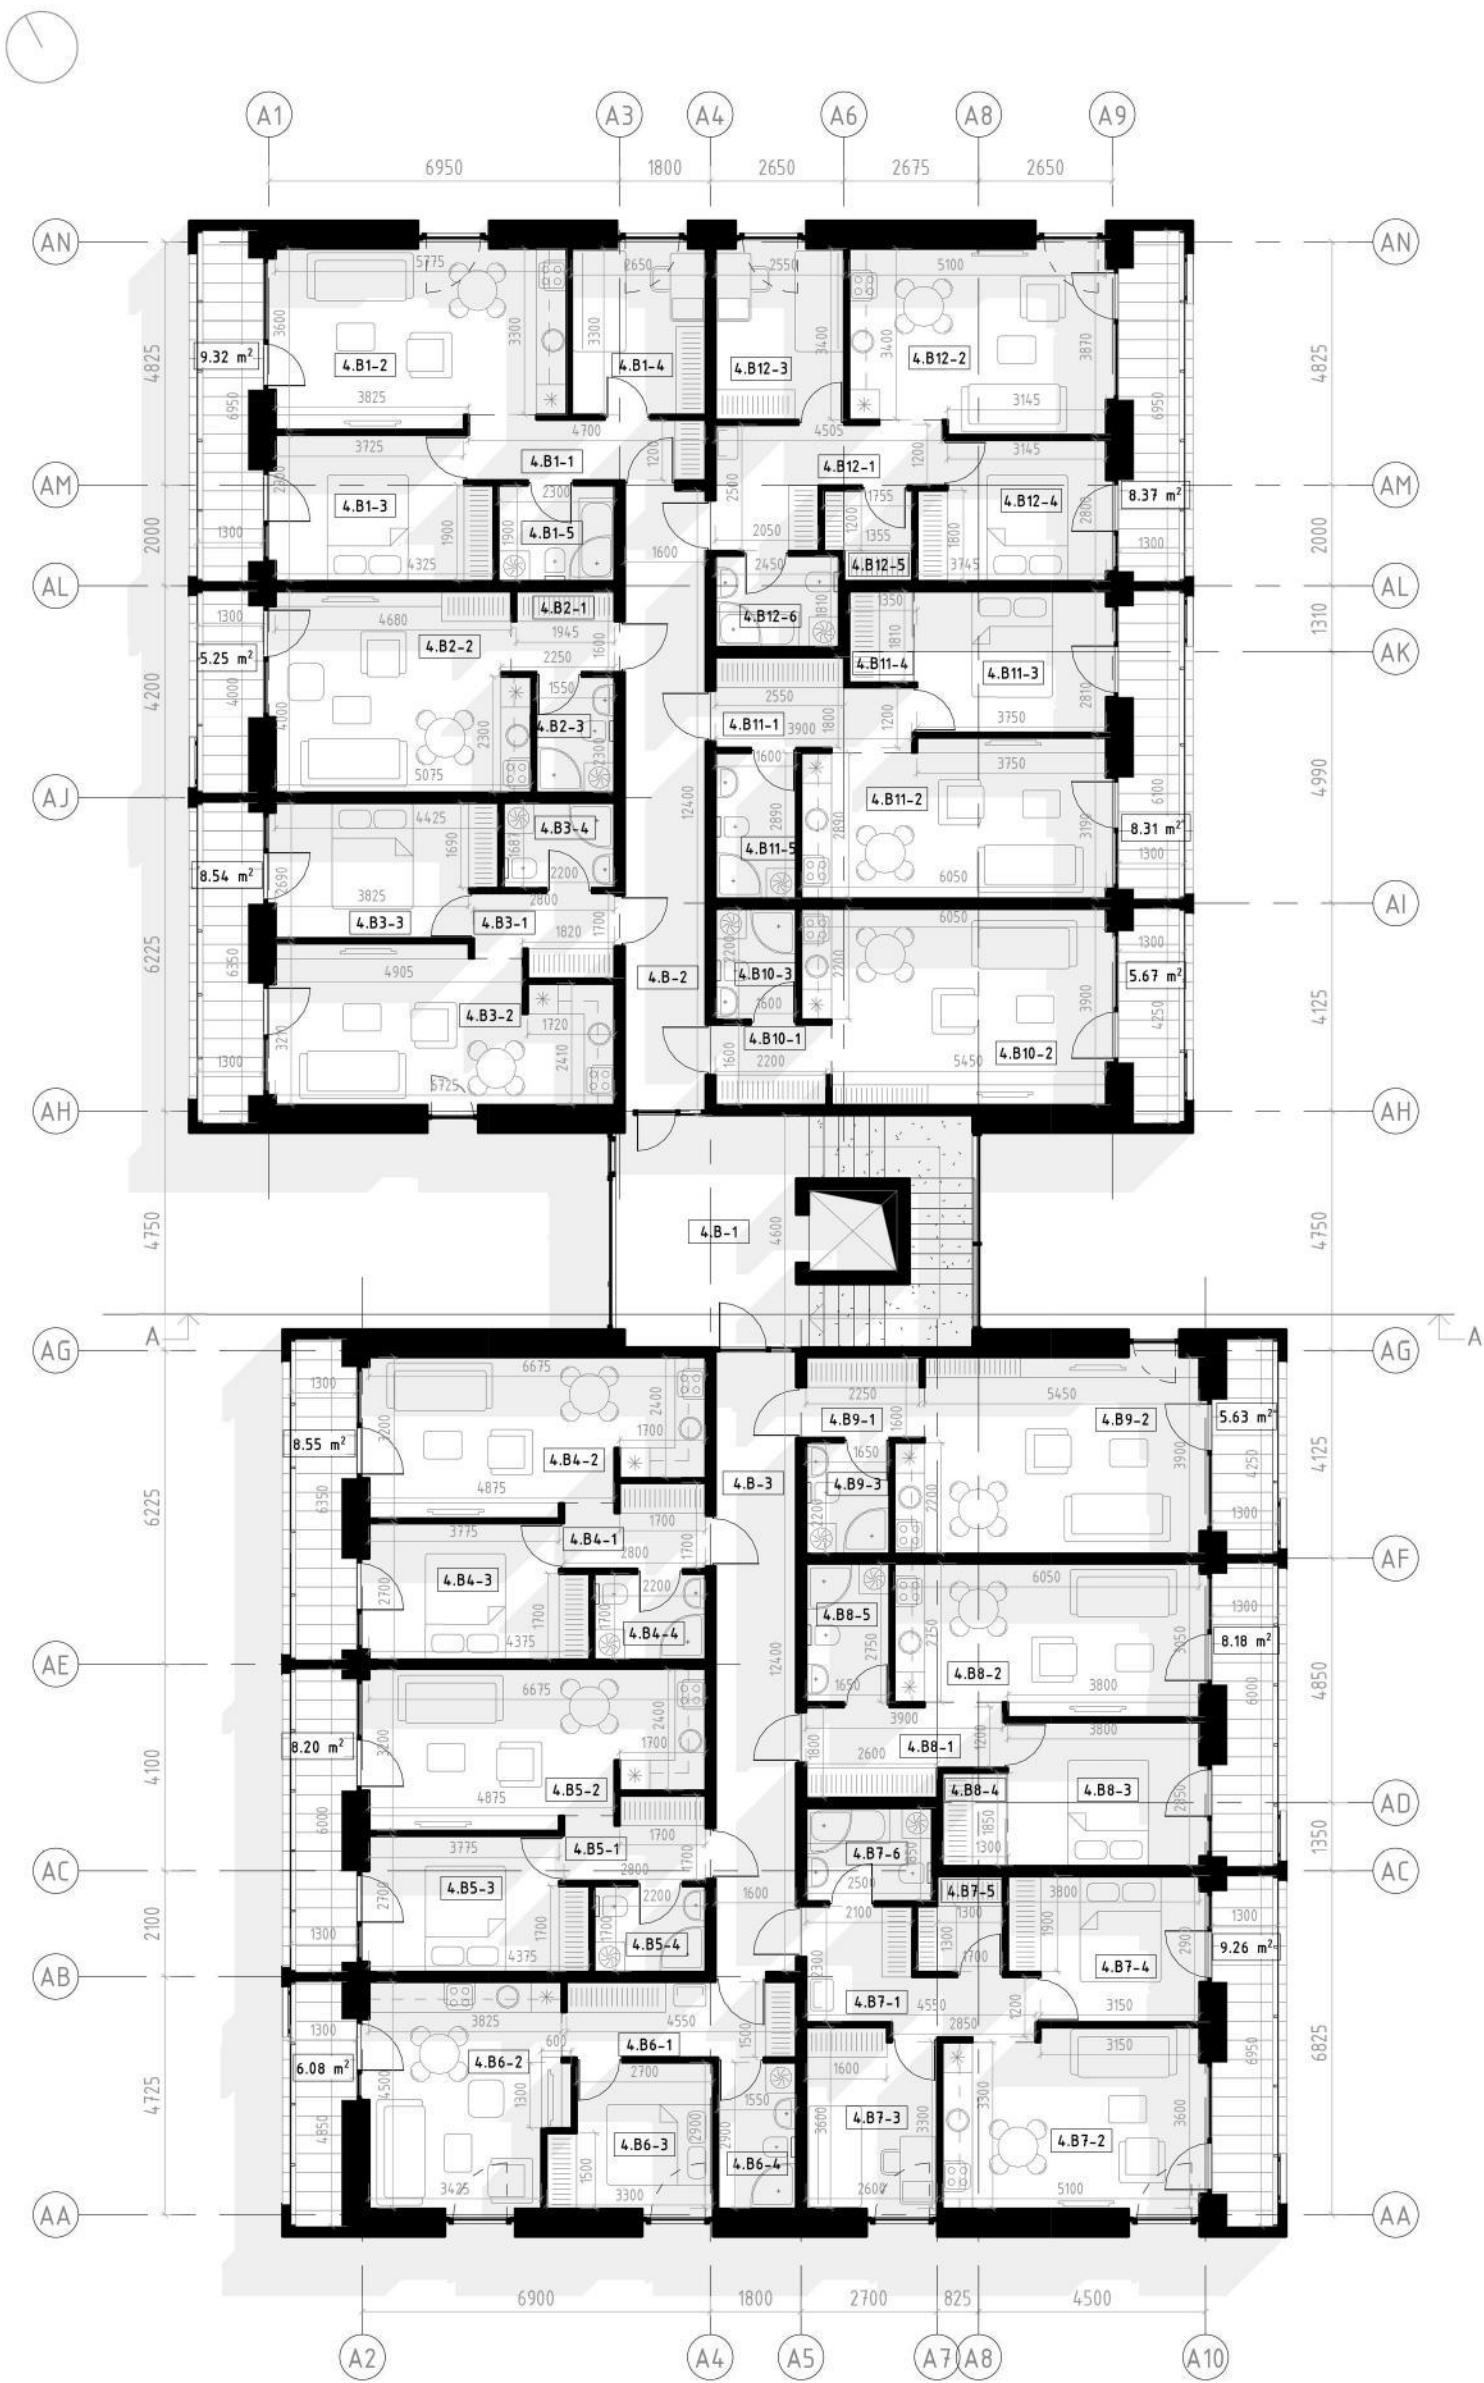 A1 A3 A4 A6 A8 A9
6950 1800 2650 2675 2650
AN AN
5775 2650 2550 5100
3600 3300 3300 3400 3400 3870
4825 4825
9.32 m² 4.B1-2 4.B1-4 4.B12-3 4.B12-2
6950 3825 3145 6950
4700 4505
3725 1200 1200 3145
4.B1-1 4.B12-1
AM AM
2300 2500 1755 8.37 m²
4.B1-3 4.B12-4
1900 4.B1-5 1900 1200 1800 2800
2000 1300 2050 1355 1300 2000
4325 1600 2450 4.B12-5 3745
AL AL
1300 4.B2-1 1810 1350
4680 1945 4.B12-6 1310
5.25 m² 4.B2-2 1600 1810
2250 4.B11-4 4.B11-3 AK
4200 4000 1550 2550 2810
4000 4.B2-3 4.B11-1 1800 1200 3750
2300 3900
5075 2300 1600 3750 4990
AJ 4.B11-2 6100
4425 12400 2890 2890 3190
1690 1687 4.B3-4 4.B11-5 8.31 m²
8.54 m² 2690 2200 1300
3825 2800 6050
4.B3-3 4.B3-1 1700 6050 AI
1820 2200 2200 1300
6225 6350 4905 4.B-2 4.B10-3 5.67 m²
4.B3-2 1600 3900 4250 4125
3270 1720 4.B10-1 4.B10-2
1300 2410 1600 2200 5450
5725
AH AH
4750 4.B-1 4600 4750
A A
AG AG
6675 2250 5450
1300 2400 4.B9-1 1600 4.B9-2 5.63 m²
8.55 m² 3200 1700 1650
4.B4-2 4.B-3 4.B9-3 3900 4250 4125
6225 6350 4875 2200 2200 1300
3775 1700
4.B4-1 2800 1700 AF
4.B4-3 2200 6050
2700 1700 1700 4.B8-5 1300
4375 4.B4-4 2750 2750 3050 8.18 m²
AE 12400 1650 4.B8-2
6675 3800 6000 4850
2400 3900
8.20 m² 3200 1700 1800 4.B8-1 1200 3800
4100 4.B5-2 2600
4875 4.B8-4 4.B8-3 2850
6000 1700 AD
3775 4.B5-1 4.B7-6 1850 1850
2800 1700 1300 1350
AC 2500 AC
4.B5-3 2200 1600 4.B7-5
2700 2100 1300 3800 1300
2100 1700 1700 1300 1900 9.26 m²
1300 4375 4.B5-4 2300 1700 4.B7-4 2900
AB 4.B7-1
1300 3825 4550 4550 1200 3150
600 4.B6-1 1500 2850
6.08 m² 4.B6-2 3150 6950 6825
4500 2700 1600
4725 1300 1550
4850 4.B6-3 2900 2900 3600 4.B7-3 3300 3300 4.B7-2 3600
1500 4.B6-4
3425 3300 2600 5100
AA AA
6900 1800 2700 825 4500
A2 A4 A5 A7 A8 A10